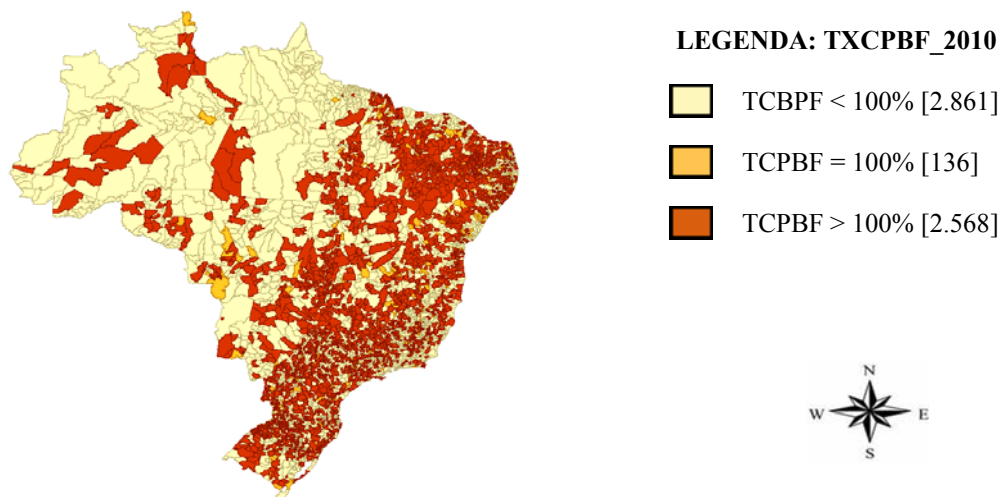 LEGENDA: TXCPBF_2010
TCBPF < 100% [2.861]
TCPBF = 100% [136]
TCPBF > 100% [2.568]
N
W E
S